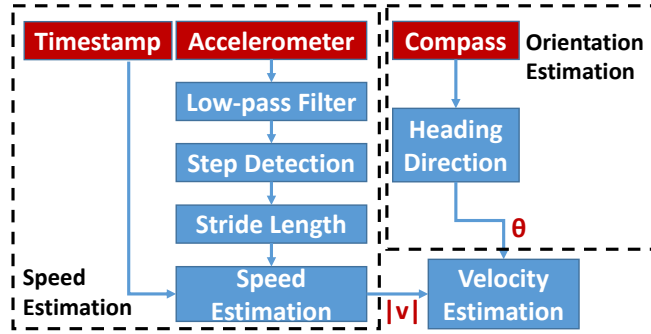 Timestamp
Accelerometer
Compass
Orientation
Estimation
Low-pass Filter
Heading
Direction
Step Detection
Stride Length
θ
Speed
Estimation
Speed
Estimation
|v|
Velocity
Estimation